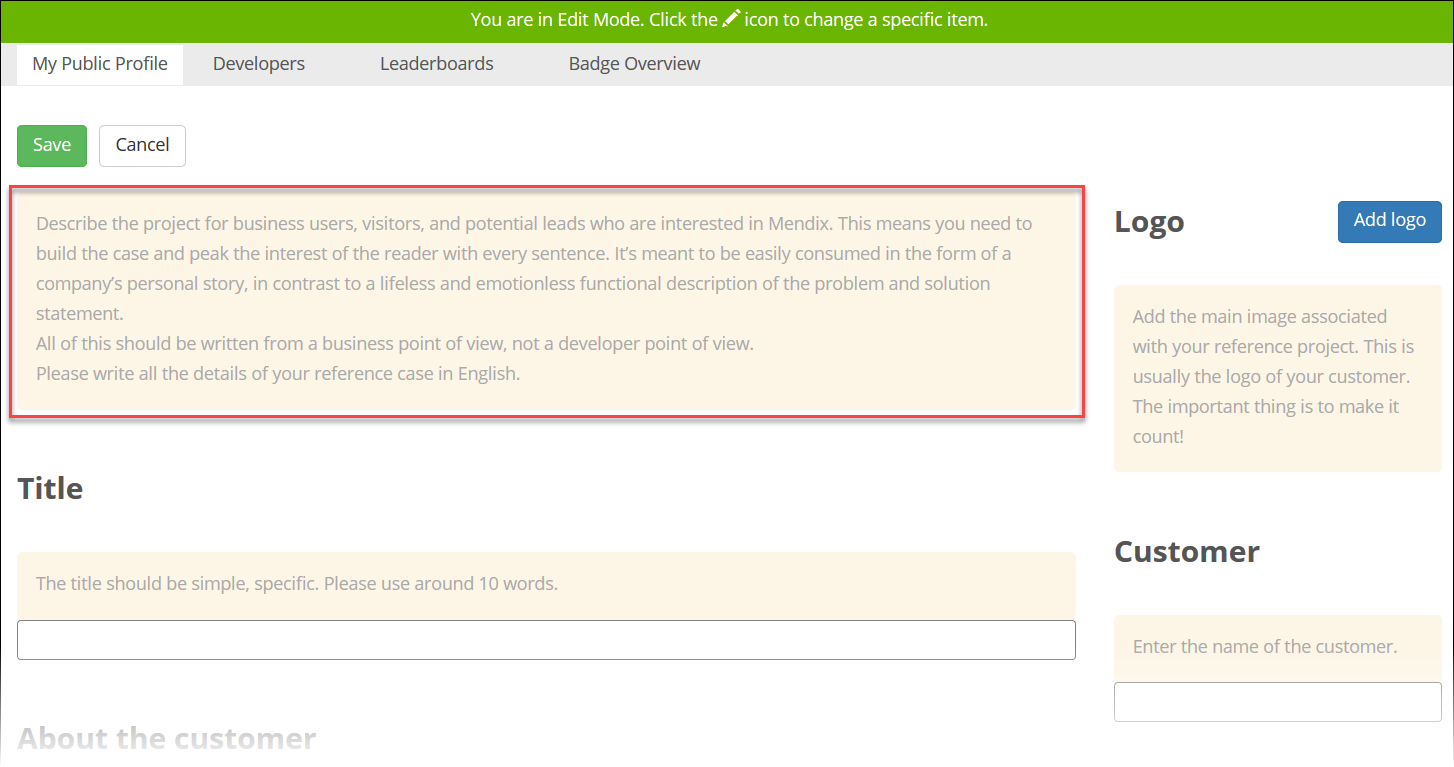 You are in Edit Mode. Click the icon to change a specific item.
My Public Profile
Developers
Leaderboards
Badge Overview
Save
Cancel
Describe the project for business users, visitors, and potential leads who are interested in Mendix. This means you need to
build the case and peak the interest of the reader with every sentence. It’s meant to be easily consumed in the form of a
company’s personal story, in contrast to a lifeless and emotionless functional description of the problem and solution
statement.
All of this should be written from a business point of view, not a developer point of view.
Please write all the details of your reference case in English.
Title
The title should be simple, specific. Please use around 10 words.
About the customer
Logo
Add logo
Add the main image associated
with your reference project. This is
usually the logo of your customer.
The important thing is to make it
count!
Customer
Enter the name of the customer.